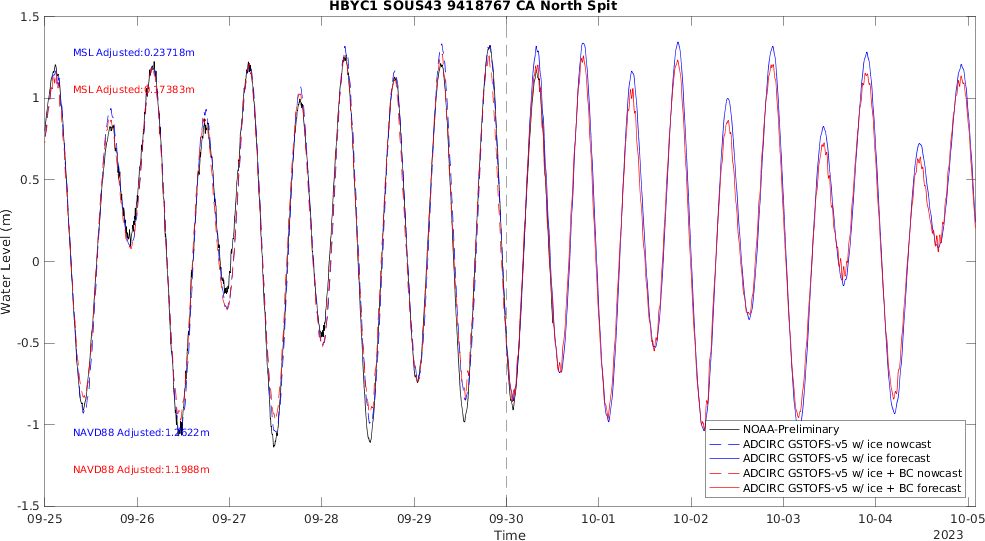 HBYC1 SOUS43 9418767 CA North Spit
1.5
MSL Adjusted:0.23718m
MSL Adjusted:0.17383m
1
0.5
0
-0.5
-1
-1.5
Water Level (m)
NAVD88 Adjusted:1.2622m
NAVD88 Adjusted:1.1988m
NOAA-Preliminary
ADCIRC GSTOFS-v5 w/ ice nowcast
ADCIRC GSTOFS-v5 w/ ice forecast
ADCIRC GSTOFS-v5 w/ ice + BC nowcast
ADCIRC GSTOFS-v5 w/ ice + BC forecast
09-25 09-26 09-27 09-28 09-29 09-30 10-01 10-02 10-03 10-04 10-05
Time
2023